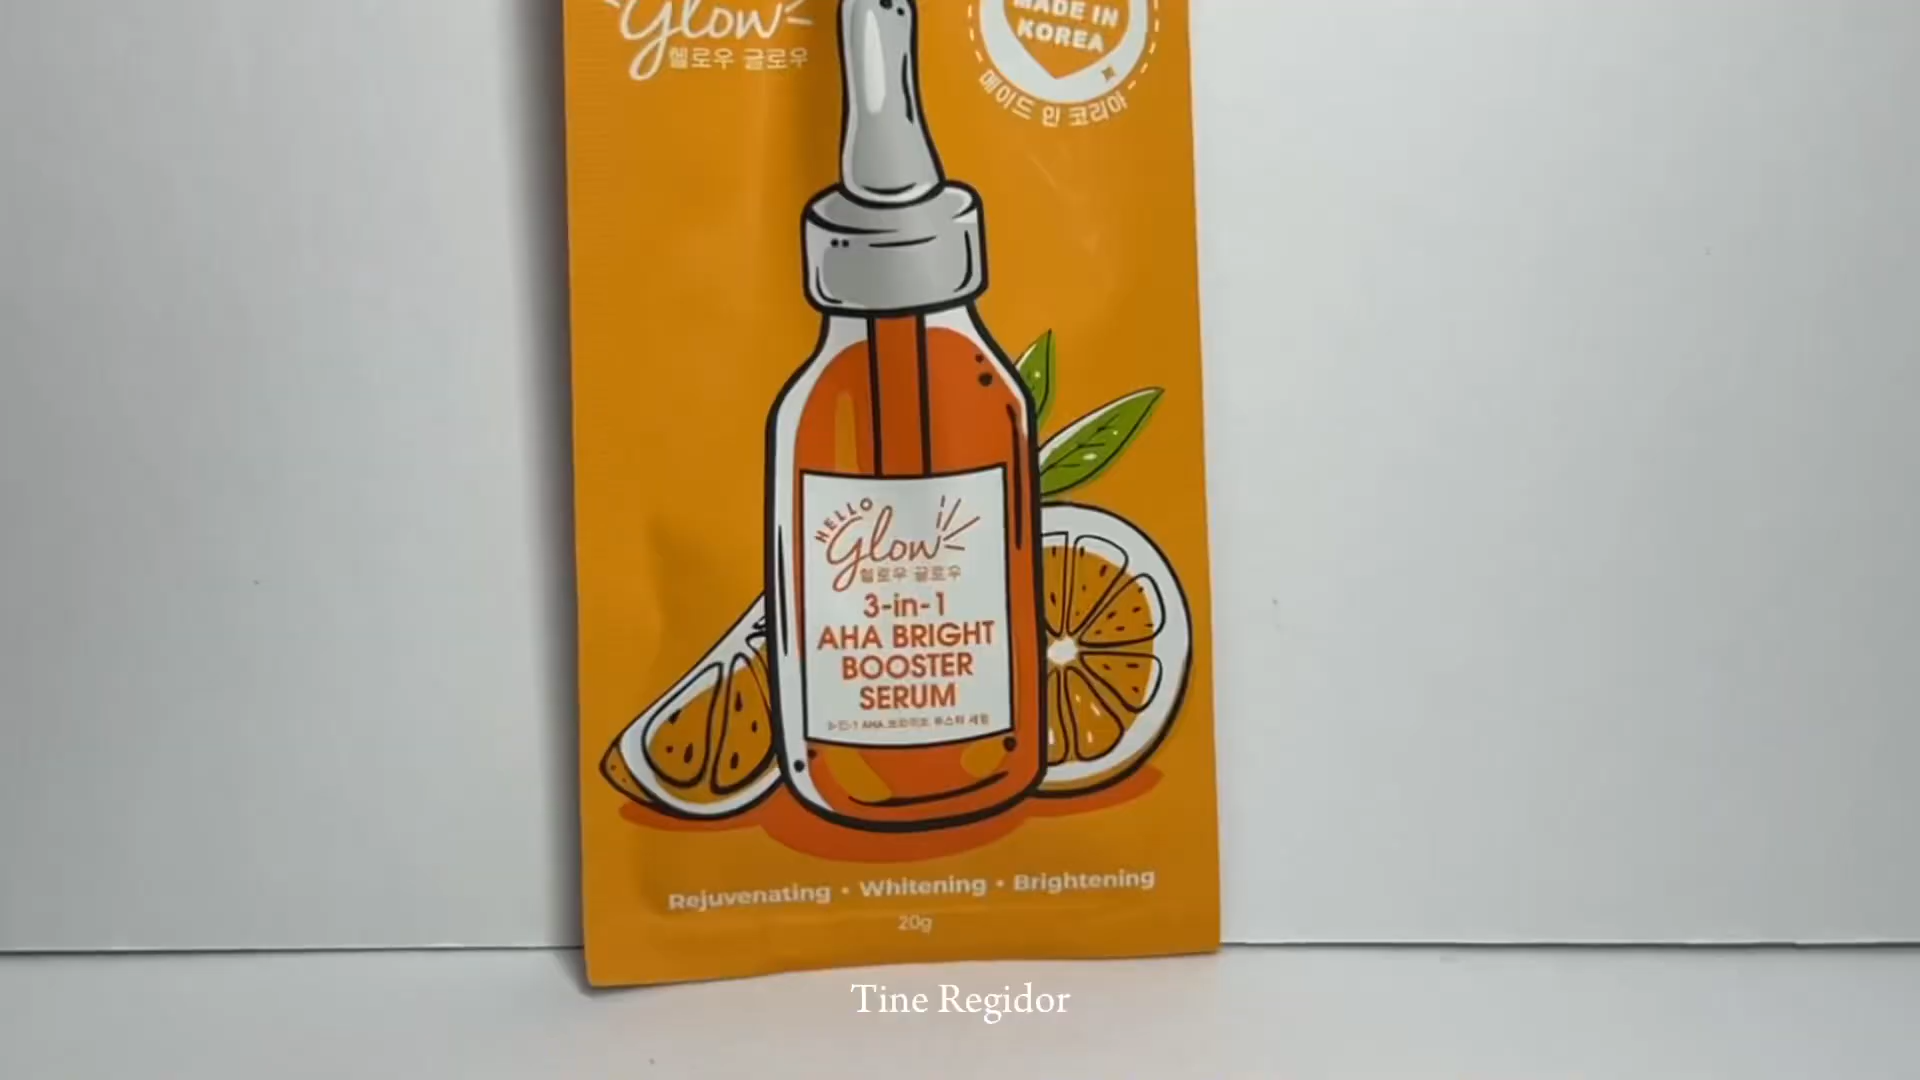 Glow
헬로우 글로우
MADE IN
KOREA
메이드 인 코리아
HELLO
Glow
헬로우 글로우
3-in-1
AHA BRIGHT
BOOSTER
SERUM
Rejuvenating • Whitening • Brightening
20g
Tine Regidor